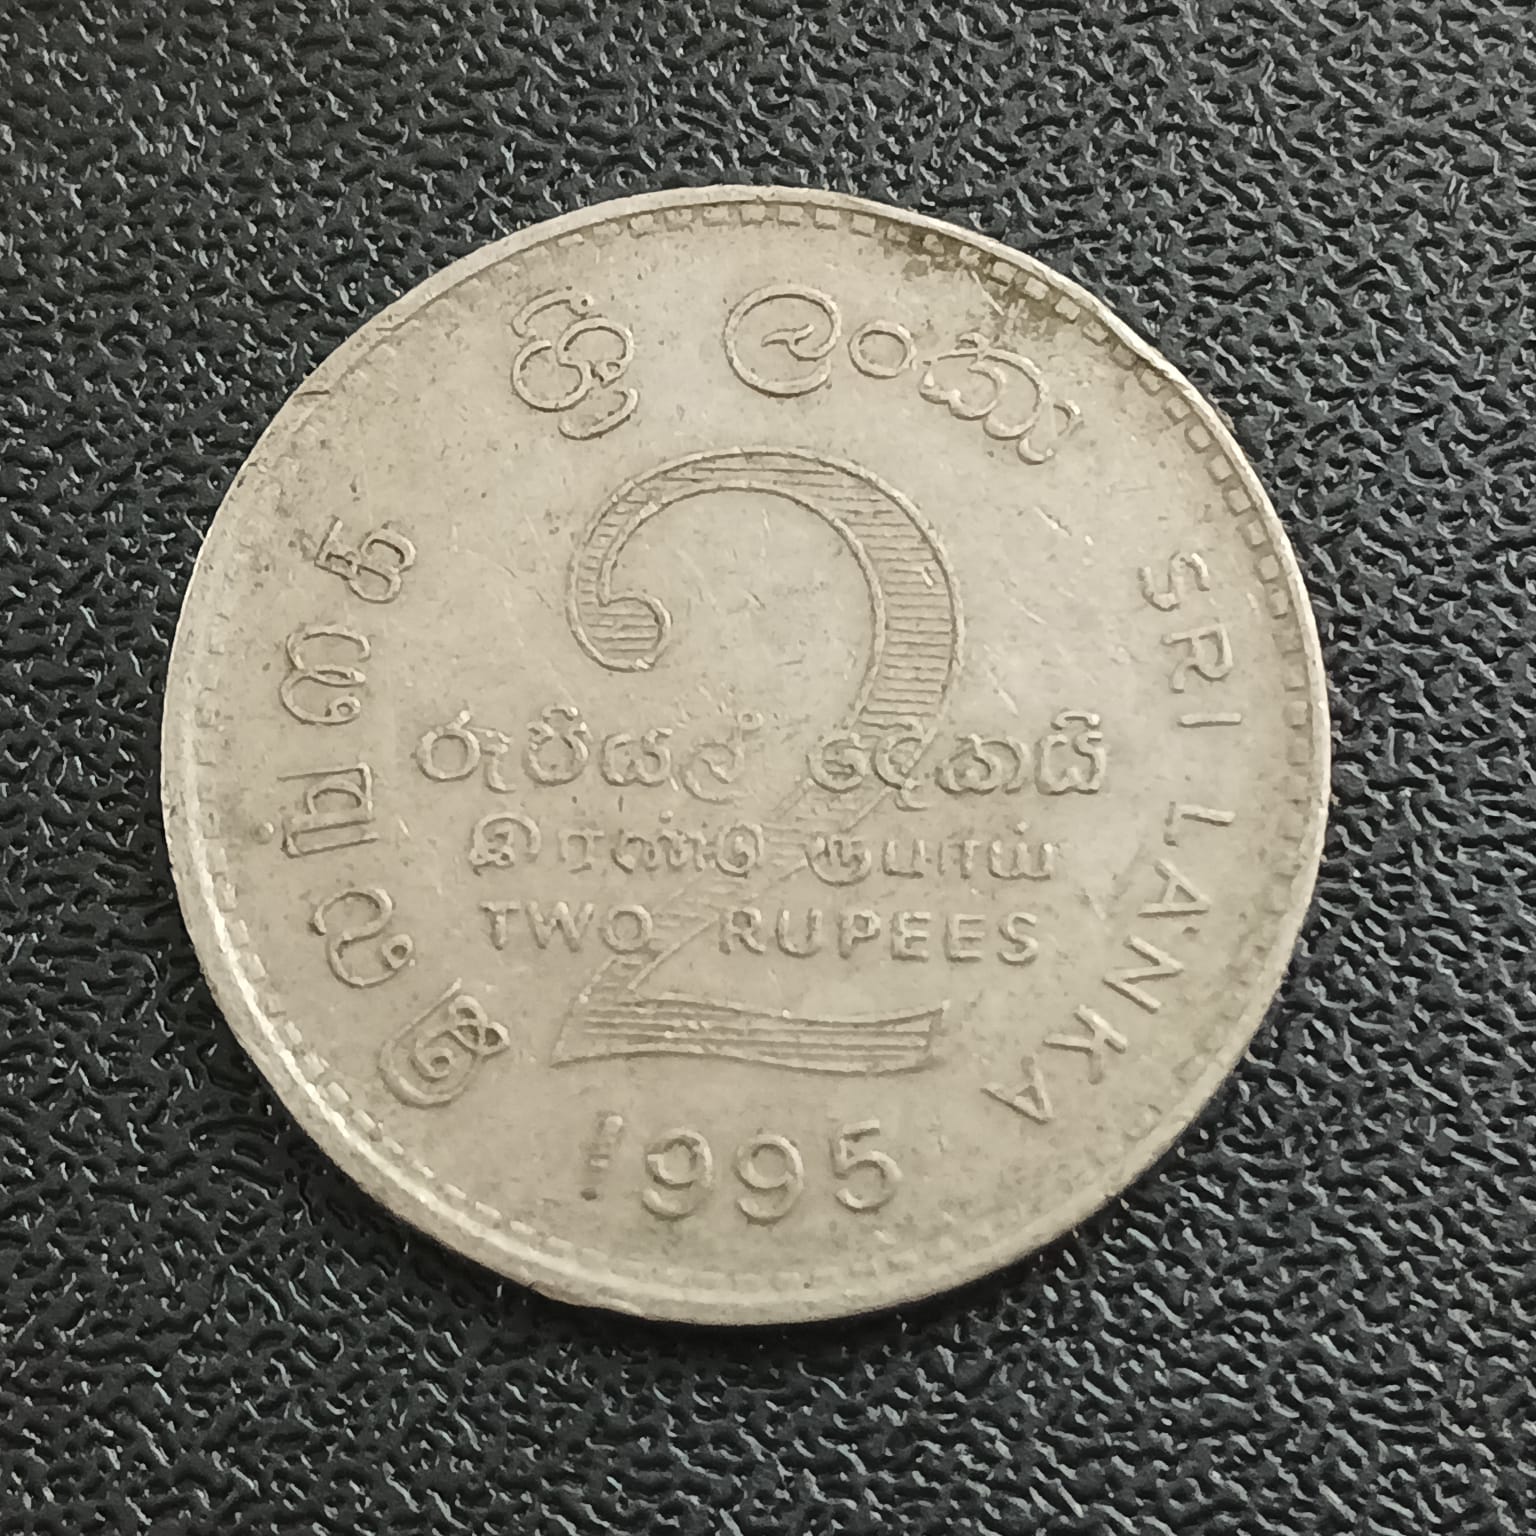 ශ්‍රී ලංකා
இலங்கை
SRI LANKA
2
රුපියල් දෙකයි
இரண்டு ரூபாய்
TWO RUPEES
1995